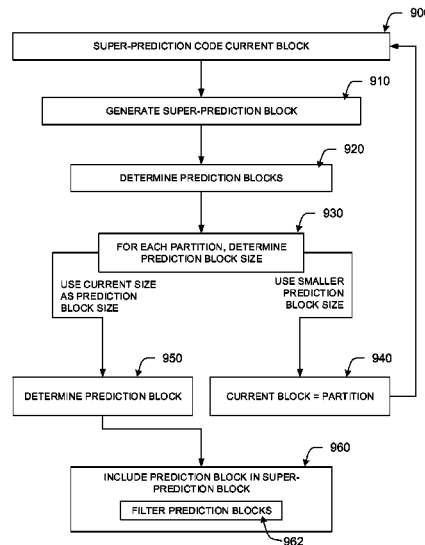 900
SUPER-PREDICTION CODE CURRENT BLOCK
910
GENERATE SUPER-PREDICTION BLOCK
920
DETERMINE PREDICTION BLOCKS
930
FOR EACH PARTITION, DETERMINE
PREDICTION BLOCK SIZE
USE CURRENT SIZE
AS PREDICTION
BLOCK SIZE
USE SMALLER
PREDICTION
BLOCK SIZE
950
DETERMINE PREDICTION BLOCK
940
CURRENT BLOCK = PARTITION
960
INCLUDE PREDICTION BLOCK IN SUPER-
PREDICTION BLOCK
FILTER PREDICTION BLOCKS
962